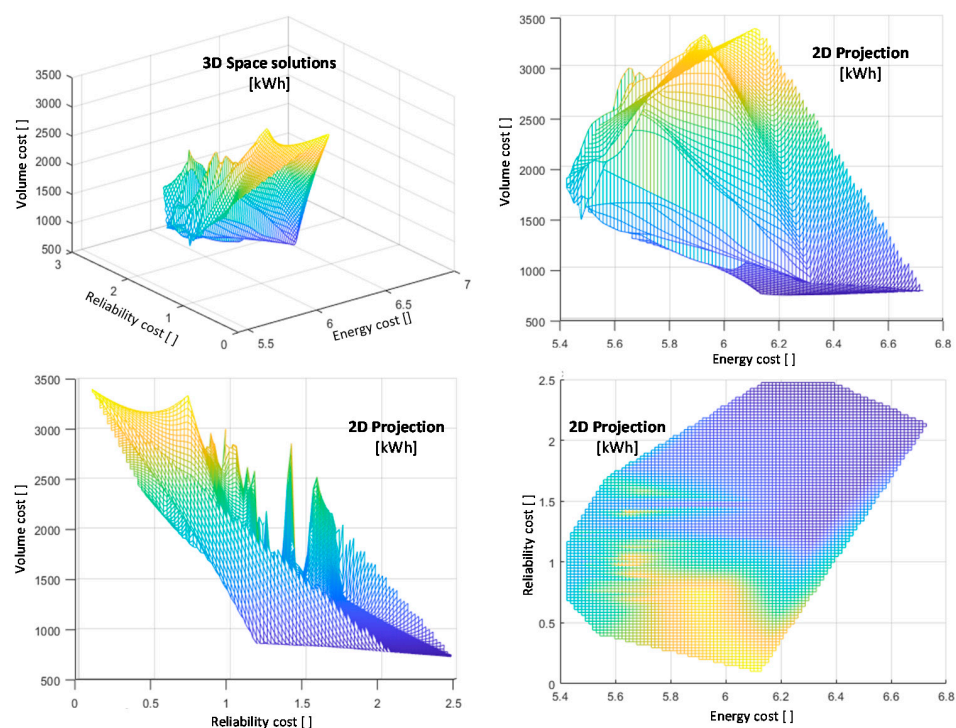 3D Space solutions
[kWh]
3500
3000
2500
2000
1500
1000
500
Volume cost [ ]
3
2
1
0
Reliability cost [ ]
5.5
6
6.5
7
Energy cost []
2D Projection
[kWh]
3500
3000
2500
2000
1500
1000
500
Volume cost [ ]
5.4 5.6 5.8 6 6.2 6.4 6.6 6.8
Energy cost [ ]
2D Projection
[kWh]
3500
3000
2500
2000
1500
1000
500
Volume cost [ ]
0 0.5 1 1.5 2 2.5
Reliability cost [ ]
2D Projection
[kWh]
2.5
2
1.5
1
0.5
0
Reliability cost [ ]
5.4 5.6 5.8 6 6.2 6.4 6.6 6.8
Energy cost [ ]